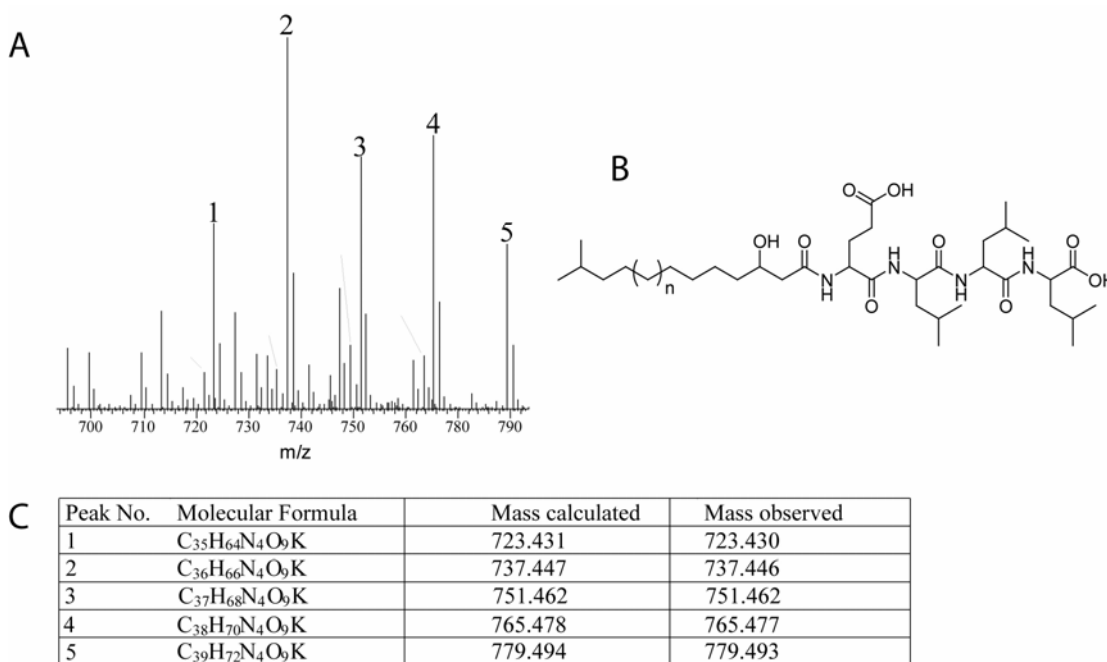 A
2
4
3
1
5
700 710 720 730 740 750 760 770 780 790
m/z
B
O OH
OH O O O
N H N H N H N H OH
n O O
C
Peak No. Molecular Formula Mass calculated Mass observed
1 C₃₅H₆₄N₄O₉K 723.431 723.430
2 C₃₆H₆₆N₄O₉K 737.447 737.446
3 C₃₇H₆₈N₄O₉K 751.462 751.462
4 C₃₈H₇₀N₄O₉K 765.478 765.477
5 C₃₉H₇₂N₄O₉K 779.494 779.493